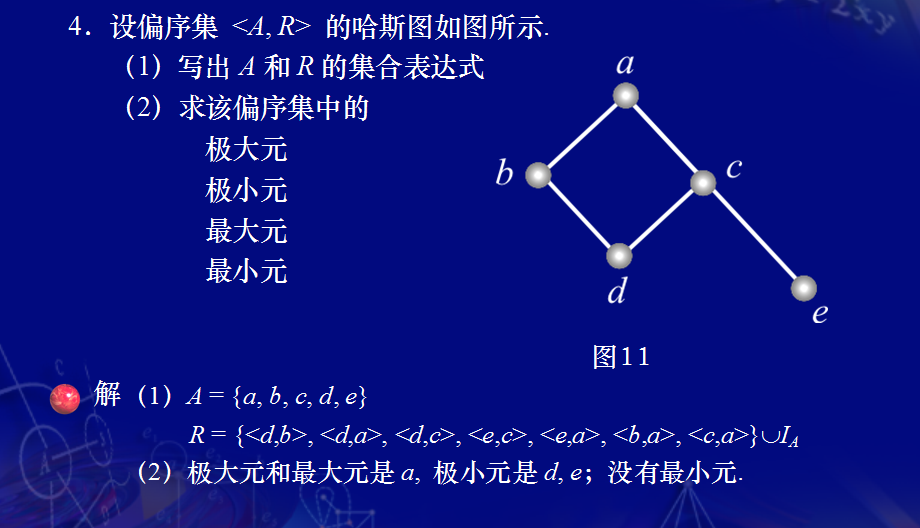 4. 设偏序集 <A, R> 的哈斯图如图所示.
（1）写出 A 和 R 的集合表达式
（2）求该偏序集中的
极大元
极小元
最大元
最小元
a
b
c
d
e
图11
解（1）A = {a, b, c, d, e}
R = {<d,b>, <d,a>, <d,c>, <e,c>, <e,a>, <b,a>, <c,a>}∪I_A
（2）极大元和最大元是 a, 极小元是 d, e；没有最小元.
2xy